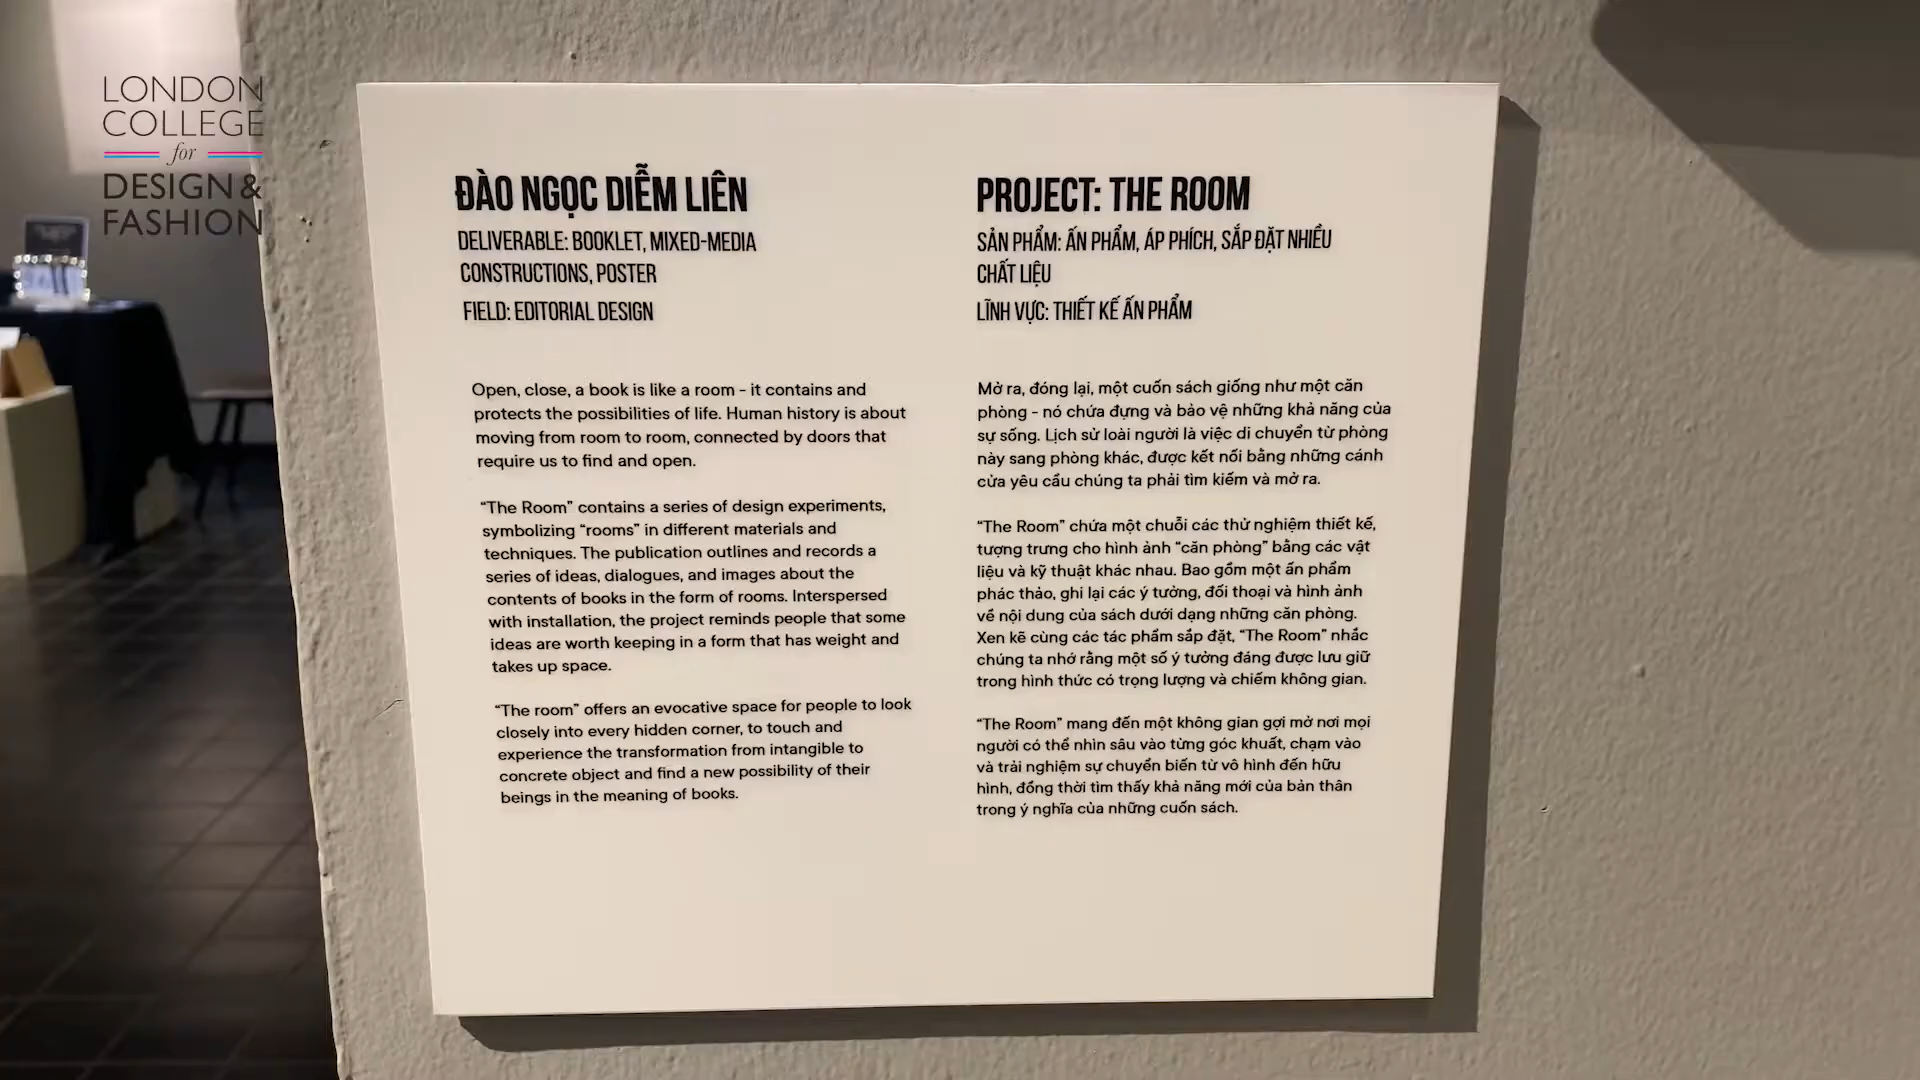 LONDON
COLLEGE
for
DESIGN &
FASHION
ĐÀO NGỌC DIỄM LIÊN
DELIVERABLE: BOOKLET, MIXED-MEDIA
CONSTRUCTIONS, POSTER
FIELD: EDITORIAL DESIGN
Open, close, a book is like a room - it contains and
protects the possibilities of life. Human history is about
moving from room to room, connected by doors that
require us to find and open.
“The Room” contains a series of design experiments,
symbolizing “rooms” in different materials and
techniques. The publication outlines and records a
series of ideas, dialogues, and images about the
contents of books in the form of rooms. Interspersed
with installation, the project reminds people that some
ideas are worth keeping in a form that has weight and
takes up space.
“The room” offers an evocative space for people to look
closely into every hidden corner, to touch and
experience the transformation from intangible to
concrete object and find a new possibility of their
beings in the meaning of books.
PROJECT: THE ROOM
SẢN PHẨM: ẤN PHẨM, ÁP PHÍCH, SẮP ĐẶT NHIỀU
CHẤT LIỆU
LĨNH VỰC: THIẾT KẾ ẤN PHẨM
Mở ra, đóng lại, một cuốn sách giống như một căn
phòng - nó chứa đựng và bảo vệ những khả năng của
sự sống. Lịch sử loài người là việc di chuyển từ phòng
này sang phòng khác, được kết nối bằng những cánh
cửa yêu cầu chúng ta phải tìm kiếm và mở ra.
“The Room” chứa một chuỗi các thử nghiệm thiết kế,
tượng trưng cho hình ảnh “căn phòng” bằng các vật
liệu và kỹ thuật khác nhau. Bao gồm một ấn phẩm
phác thảo, ghi lại các ý tưởng, đối thoại và hình ảnh
về nội dung của sách dưới dạng những căn phòng.
Xen kẽ cùng các tác phẩm sắp đặt, “The Room” nhắc
chúng ta nhớ rằng một số ý tưởng đáng được lưu giữ
trong hình thức có trọng lượng và chiếm không gian.
“The Room” mang đến một không gian gợi mở nơi mọi
người có thể nhìn sâu vào từng góc khuất, chạm vào
và trải nghiệm sự chuyển biến từ vô hình đến hữu
hình, đồng thời tìm thấy khả năng mới của bản thân
trong ý nghĩa của những cuốn sách.